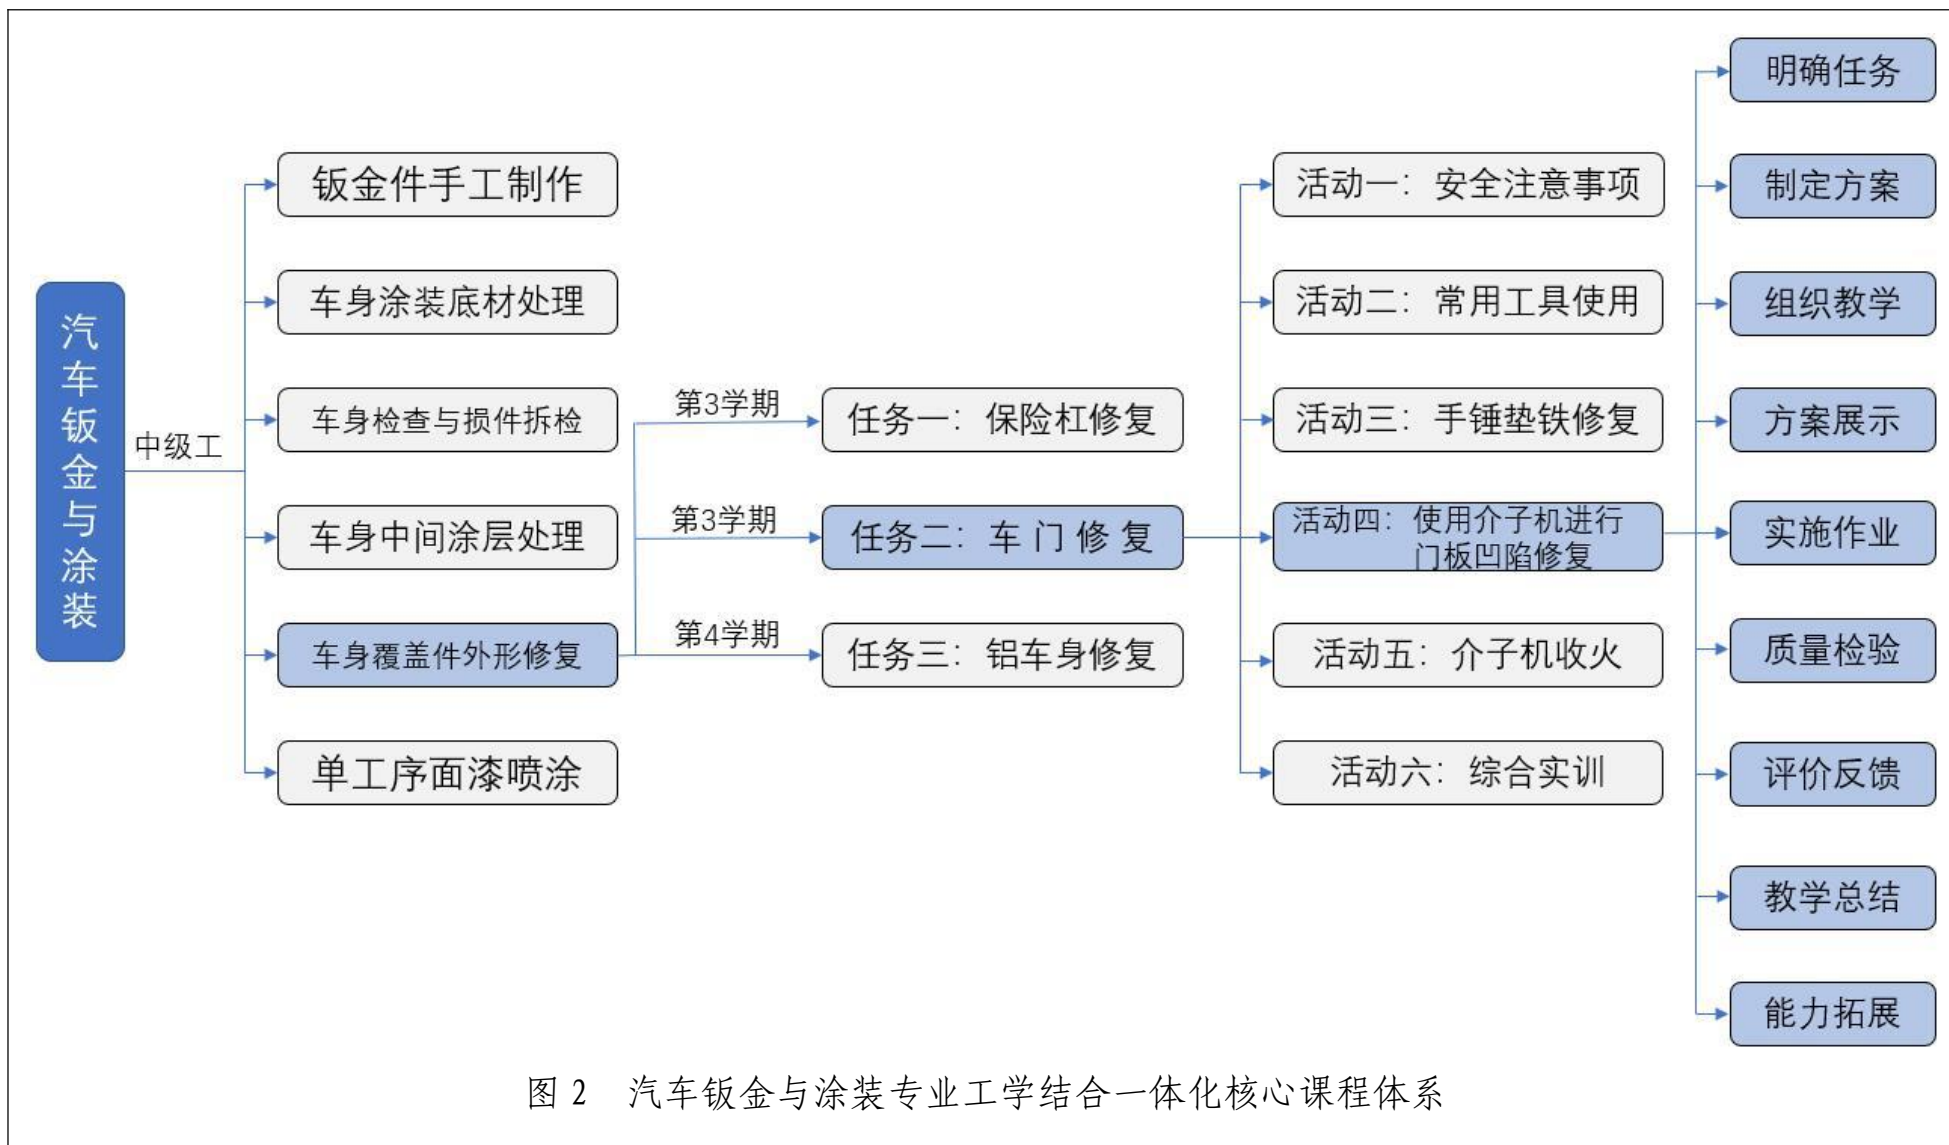 汽车钣金与涂装
中级工
钣金件手工制作
车身涂装底材处理
车身检查与损件拆检
车身中间涂层处理
车身覆盖件外形修复
单工序面漆喷涂
第3学期
第3学期
第4学期
任务一：保险杠修复
任务二：车 门 修 复
任务三：铝车身修复
活动一：安全注意事项
活动二：常用工具使用
活动三：手锤垫铁修复
活动四：使用介子机进行
门板凹陷修复
活动五：介子机收火
活动六：综合实训
明确任务
制定方案
组织教学
方案展示
实施作业
质量检验
评价反馈
教学总结
能力拓展
图 2 汽车钣金与涂装专业工学结合一体化核心课程体系